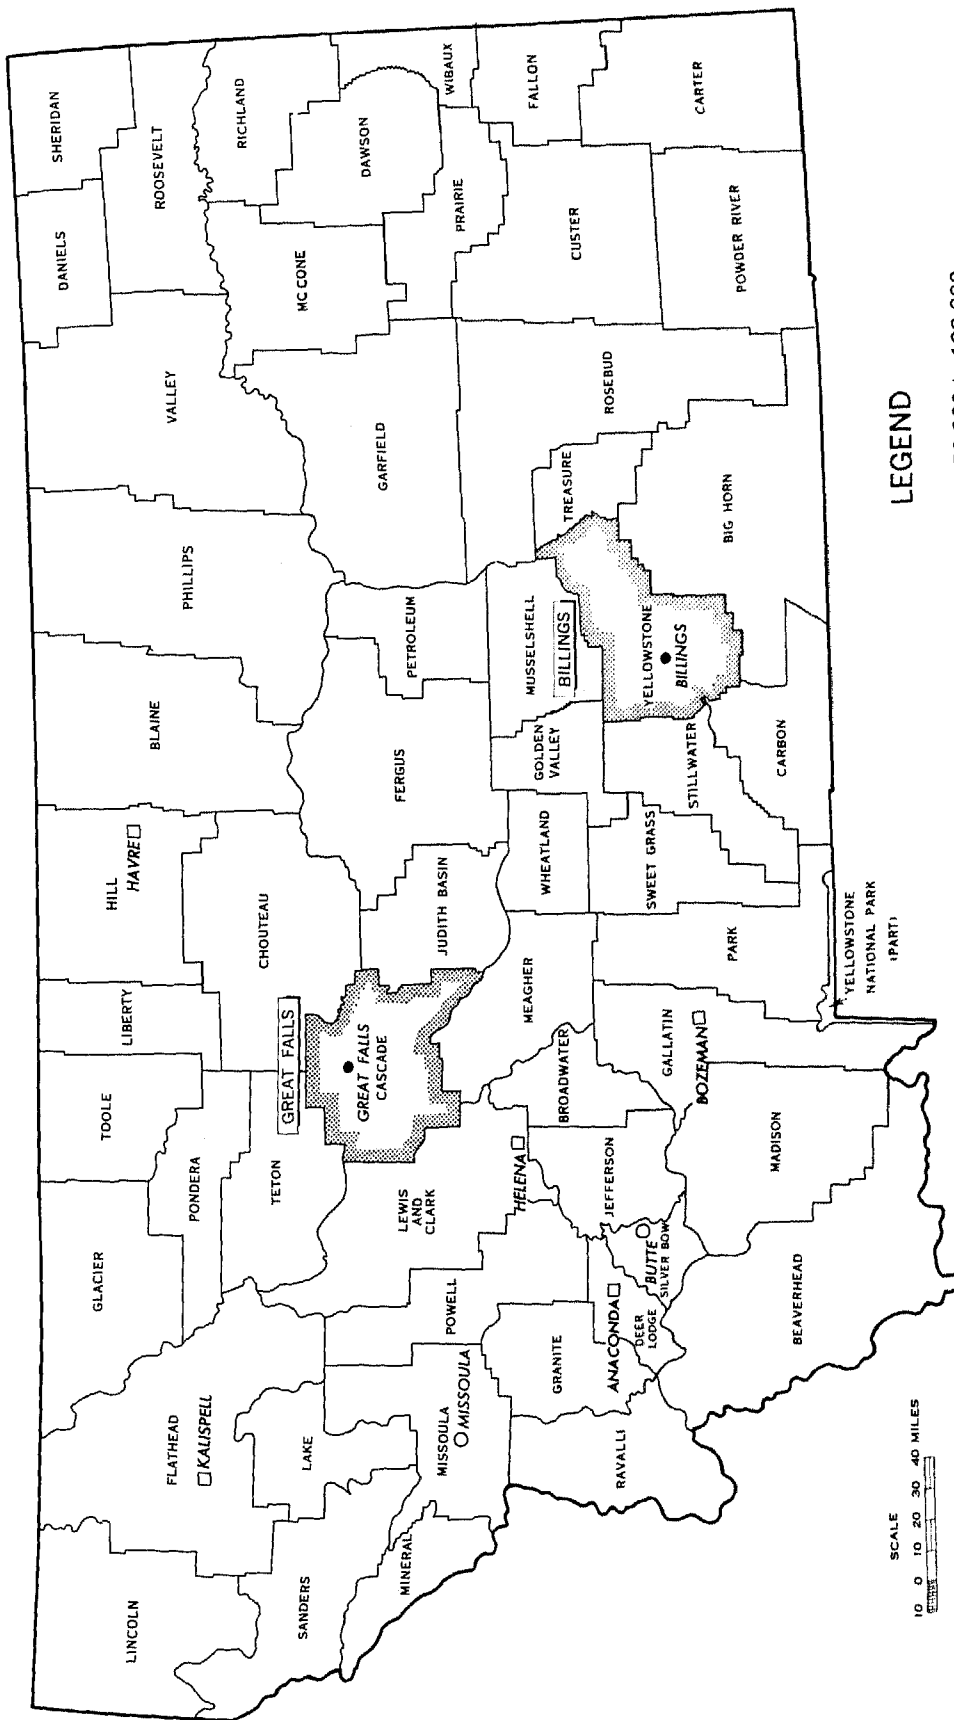 LINCOLN
FLATHEAD
KALISPELL
GLACIER
TOOLE
LIBERTY
HILL
HAVRE
BLAINE
PHILLIPS
VALLEY
DANIELS
SHERIDAN
ROOSEVELT
SANDERS
LAKE
PONDERA
TETON
CHOUTEAU
GREAT FALLS
GREAT FALLS
CASCADE
RICHLAND
MC CONE
GARFIELD
DAWSON
WIBAUX
PRAIRIE
MINERAL
MISSOULA
MISSOULA
POWELL
LEWIS
AND
CLARK
HELENA
JUDITH BASIN
FERGUS
PETROLEUM
MEAGHER
WHEATLAND
GOLDEN
VALLEY
MUSSELSHELL
BILLINGS
TREASURE
ROSEBUD
CUSTER
FALLON
RAVALLI
GRANITE
ANACONDA
DEER
LODGE
BUTTE
SILVER BOW
JEFFERSON
BROADWATER
GALLATIN
BOZEMAN
PARK
SWEET GRASS
STILLWATER
YELLOWSTONE
BILLINGS
BIG HORN
POWDER RIVER
CARTER
BEAVERHEAD
MADISON
CARBON
YELLOWSTONE
NATIONAL PARK
(PART)
SCALE
10 0 10 20 30 40 MILES
LEGEND